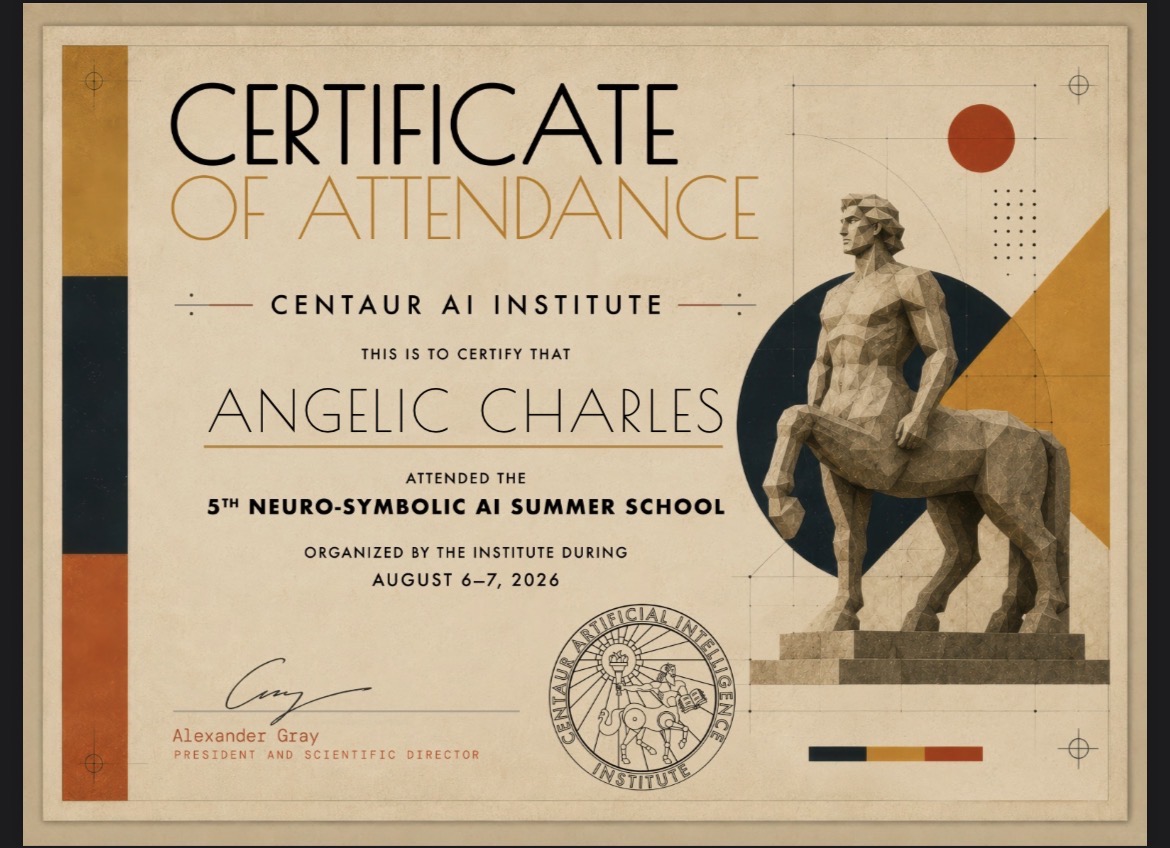 CERTIFICATE
OF ATTENDANCE
CENTAUR AI INSTITUTE
THIS IS TO CERTIFY THAT
ANGELIC CHARLES
ATTENDED THE
5TH NEURO-SYMBOLIC AI SUMMER SCHOOL
ORGANIZED BY THE INSTITUTE DURING
AUGUST 6–7, 2026
Alexander Gray
PRESIDENT AND SCIENTIFIC DIRECTOR
CENTAUR ARTIFICIAL INTELLIGENCE
INSTITUTE